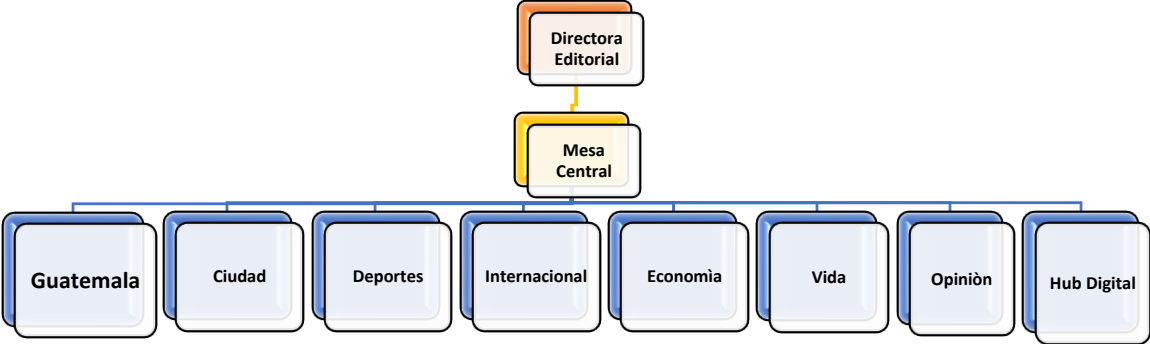 Directora
Editorial
Mesa
Central
Guatemala
Ciudad
Deportes
Internacional
Economìa
Vida
Opiniòn
Hub Digital